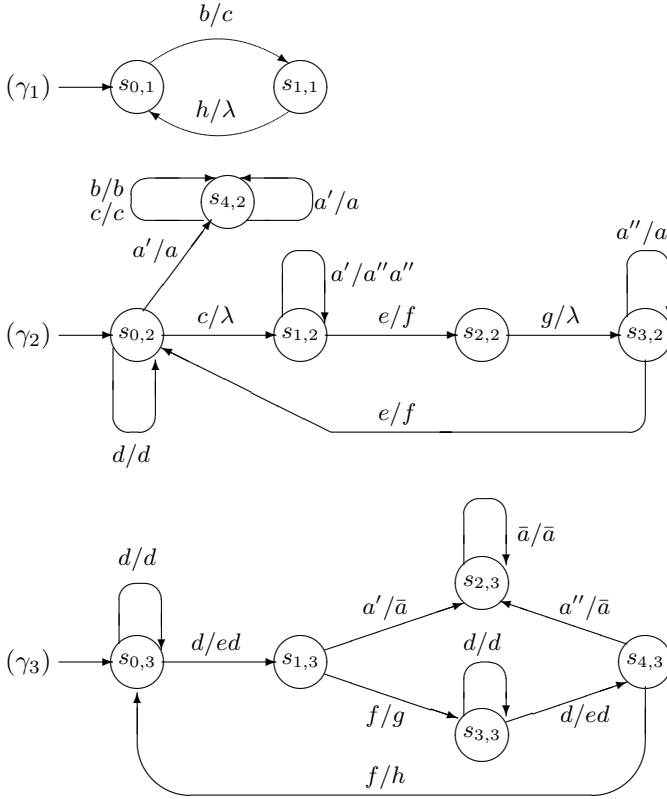 b/c
(γ₁) s₀,₁ s₁,₁
h/λ
b/b
c/c
s₄,₂ a′/a
a′/a
a′/a″a″
a″/a
c/λ e/f g/λ
(γ₂) s₀,₂ s₁,₂ s₂,₂ s₃,₂
e/f
d/d
ā/ā
d/d
s₂,₃
a′/ā a″/ā
d/ed d/d
(γ₃) s₀,₃ s₁,₃ s₄,₃
f/g s₃,₃ d/ed
f/h